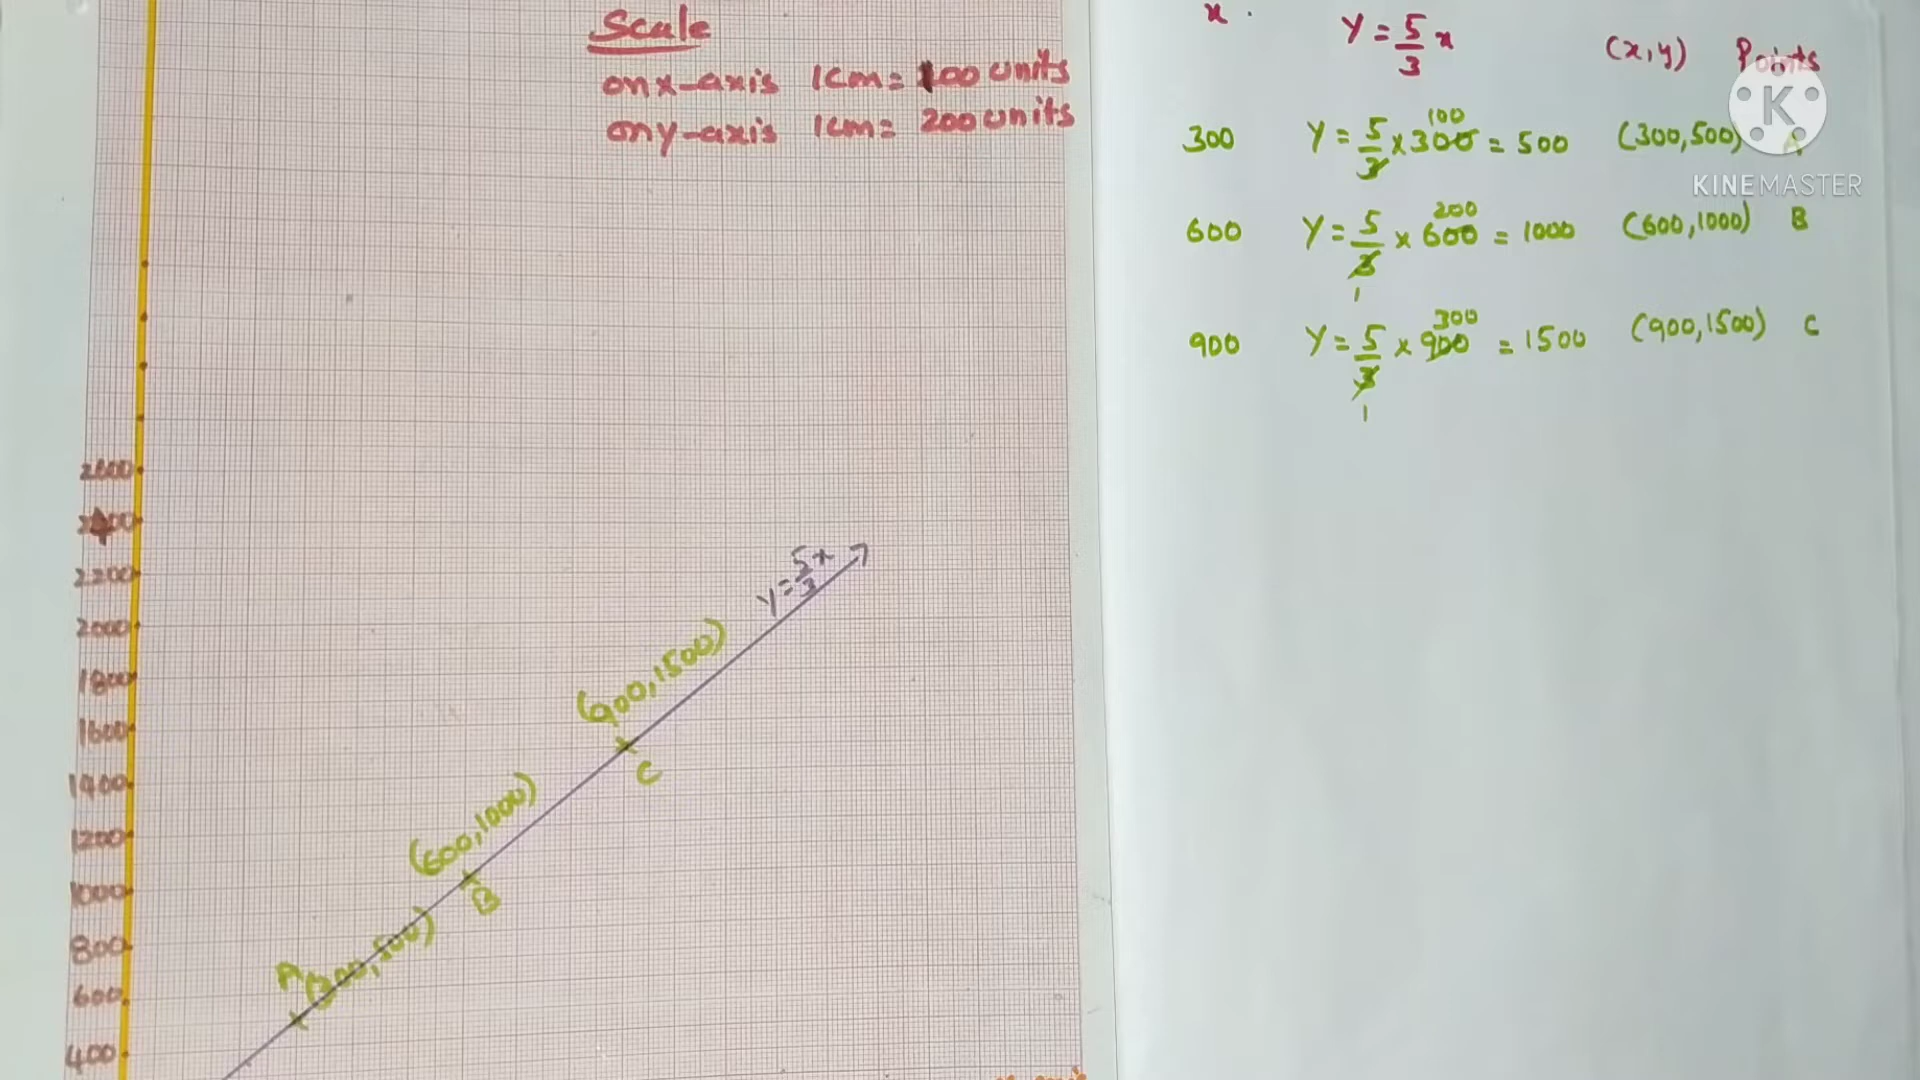 Scale
on x-axis 1cm = 100 units
on y-axis 1cm = 200 units
2600
2400
2200
2000
1800
1600
1400
1200
1000
800
600
400
y = 5/3 x
(900,1500)
C
(600,1000)
B
A (300,500)
x
Y = 5/3 x
(x,y) Points
300 Y = 5/3 × 300 = 500 (300,500) A
100
600 Y = 5/3 × 600 = 1000 (600,1000) B
200
1
900 Y = 5/3 × 900 = 1500 (900,1500) C
300
1
K
KINEMASTER